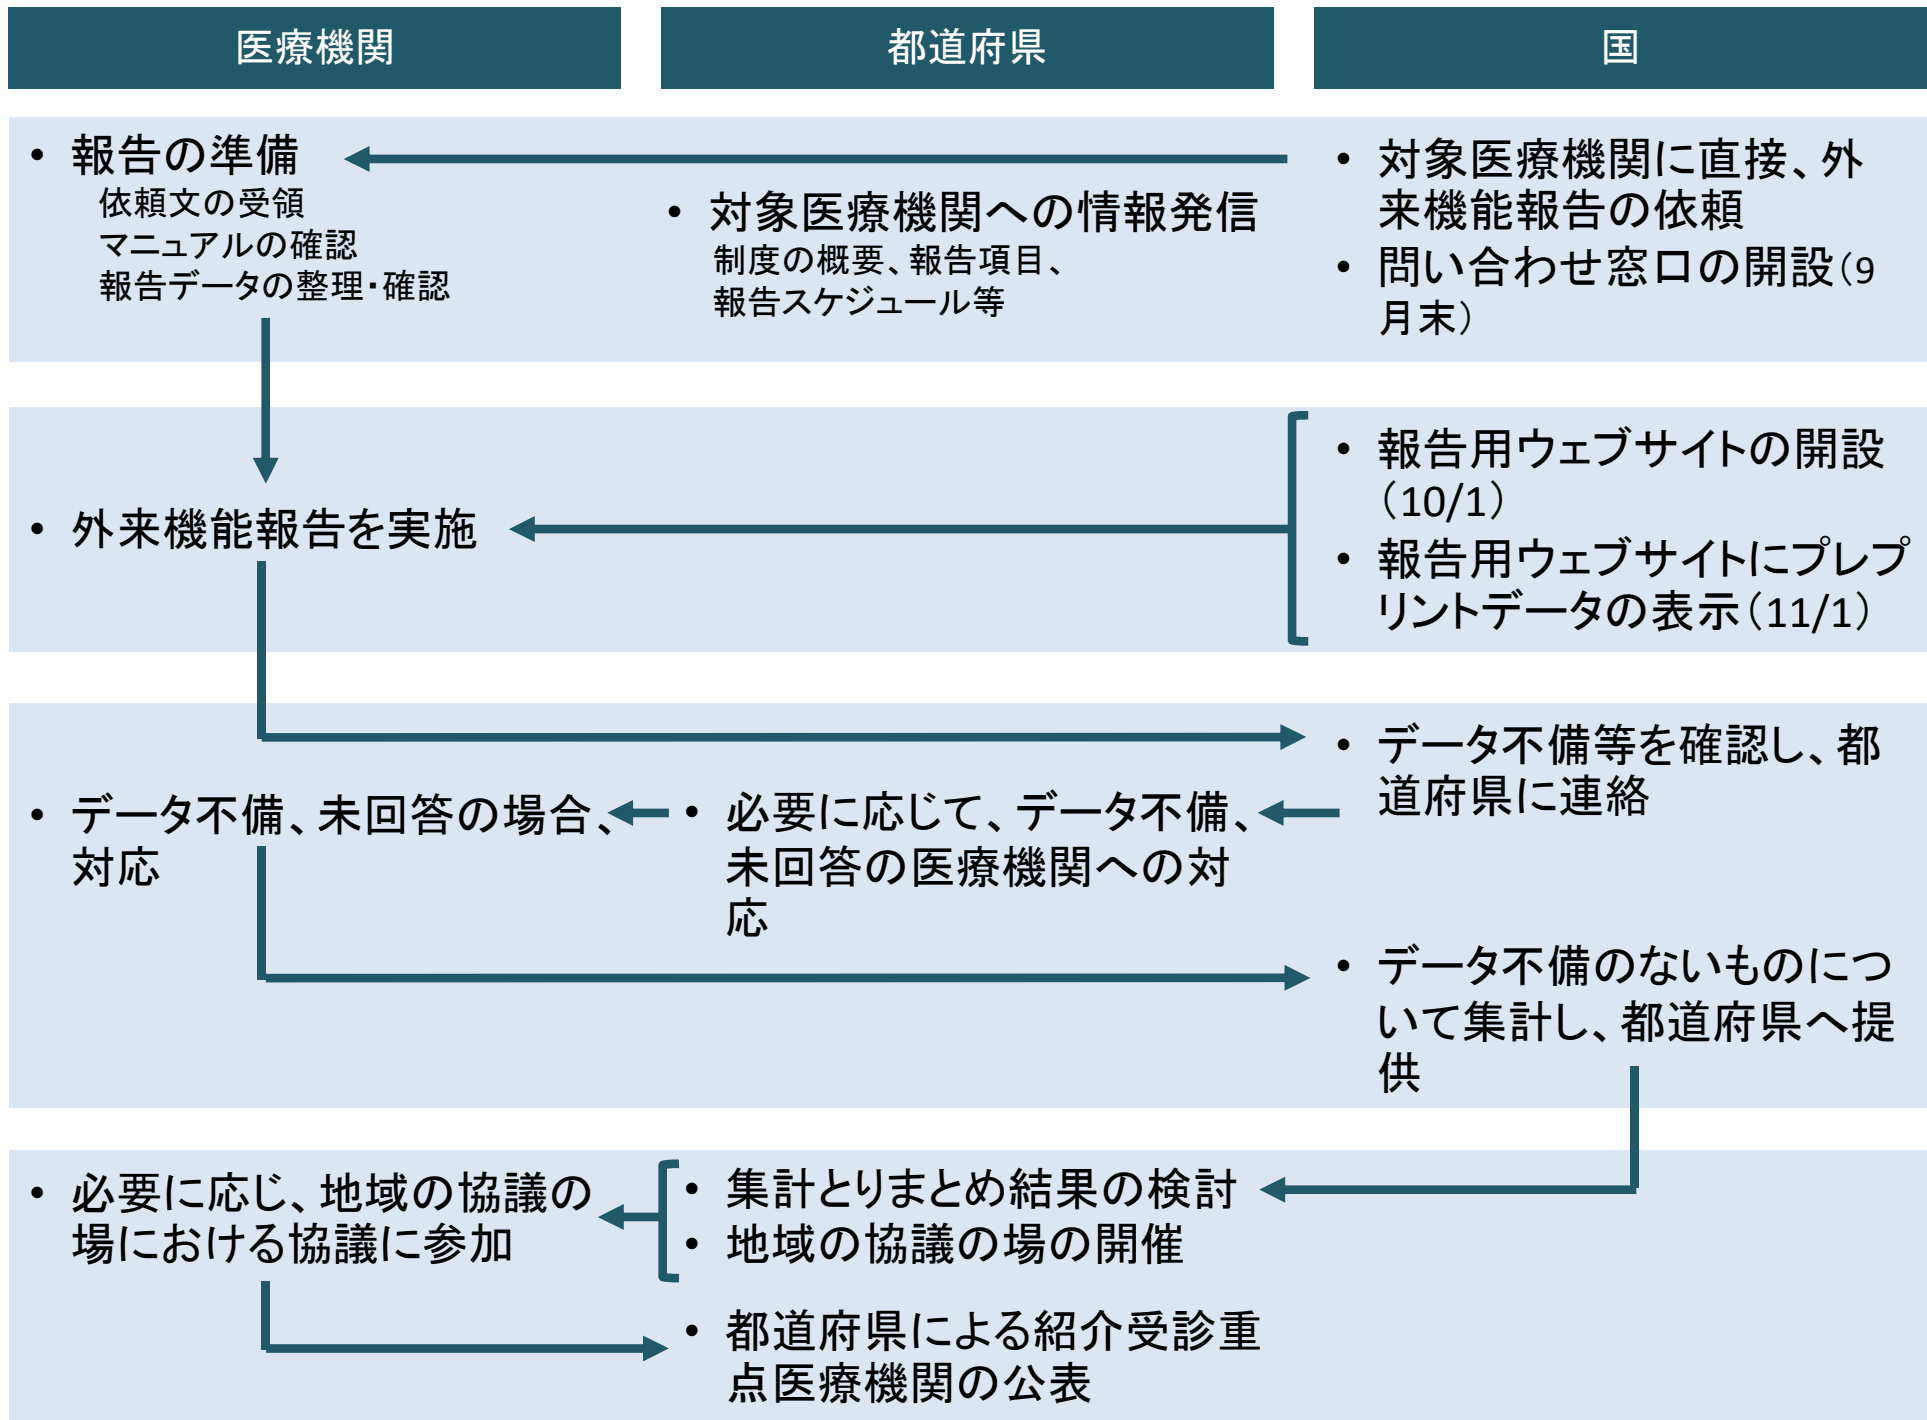 医療機関
都道府県
国
• 報告の準備
依頼文の受領
マニュアルの確認
報告データの整理・確認
• 対象医療機関への情報発信
制度の概要、報告項目、
報告スケジュール等
• 対象医療機関に直接、外
来機能報告の依頼
• 問い合わせ窓口の開設（9
月末）
• 外来機能報告を実施
• 報告用ウェブサイトの開設
（10/1）
• 報告用ウェブサイトにプレプ
リントデータの表示（11/1）
• データ不備、未回答の場合、
対応
• 必要に応じて、データ不備、
未回答の医療機関への対
応
• データ不備等を確認し、都
道府県に連絡
• データ不備のないものにつ
いて集計し、都道府県へ提
供
• 必要に応じ、地域の協議の
場における協議に参加
• 集計とりまとめ結果の検討
• 地域の協議の場の開催
• 都道府県による紹介受診重
点医療機関の公表